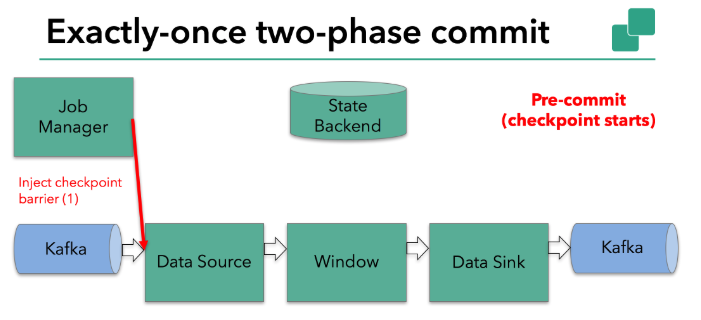 Exactly-once two-phase commit
Job
Manager
State
Backend
Pre-commit
(checkpoint starts)
Inject checkpoint
barrier (1)
Kafka
Data Source
Window
Data Sink
Kafka